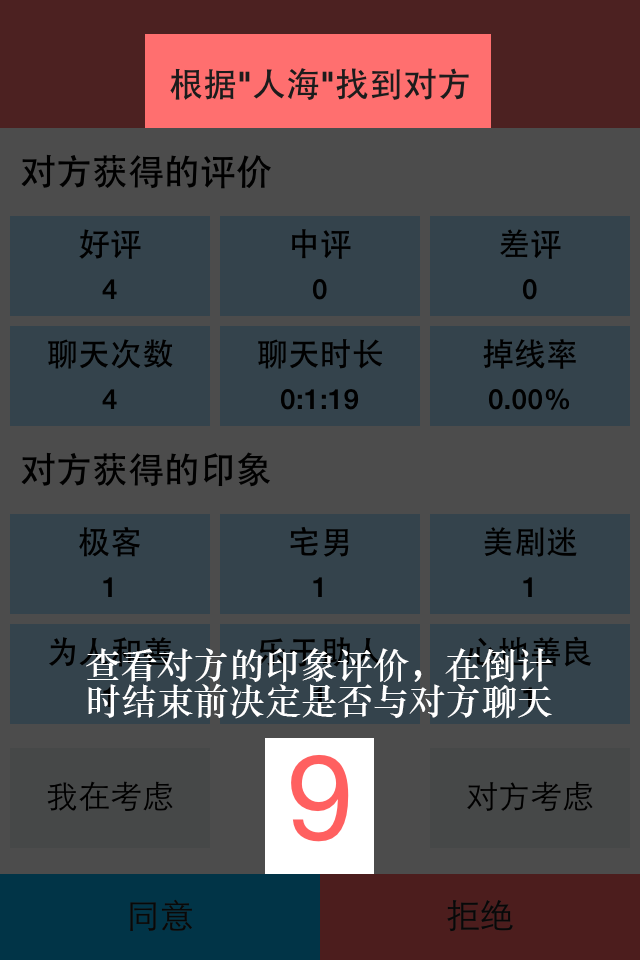 根据"人海"找到对方
对方获得的评价
好评 中评 差评
4 0 0
聊天次数 聊天时长 掉线率
4 0:1:19 0.00%
对方获得的印象
极客 宅男 美剧迷
1 1 1
为人和善 乐于助人 心地善良
查看对方的印象评价，在倒计
时结束前决定是否与对方聊天
我在考虑 9 对方考虑
同意 拒绝